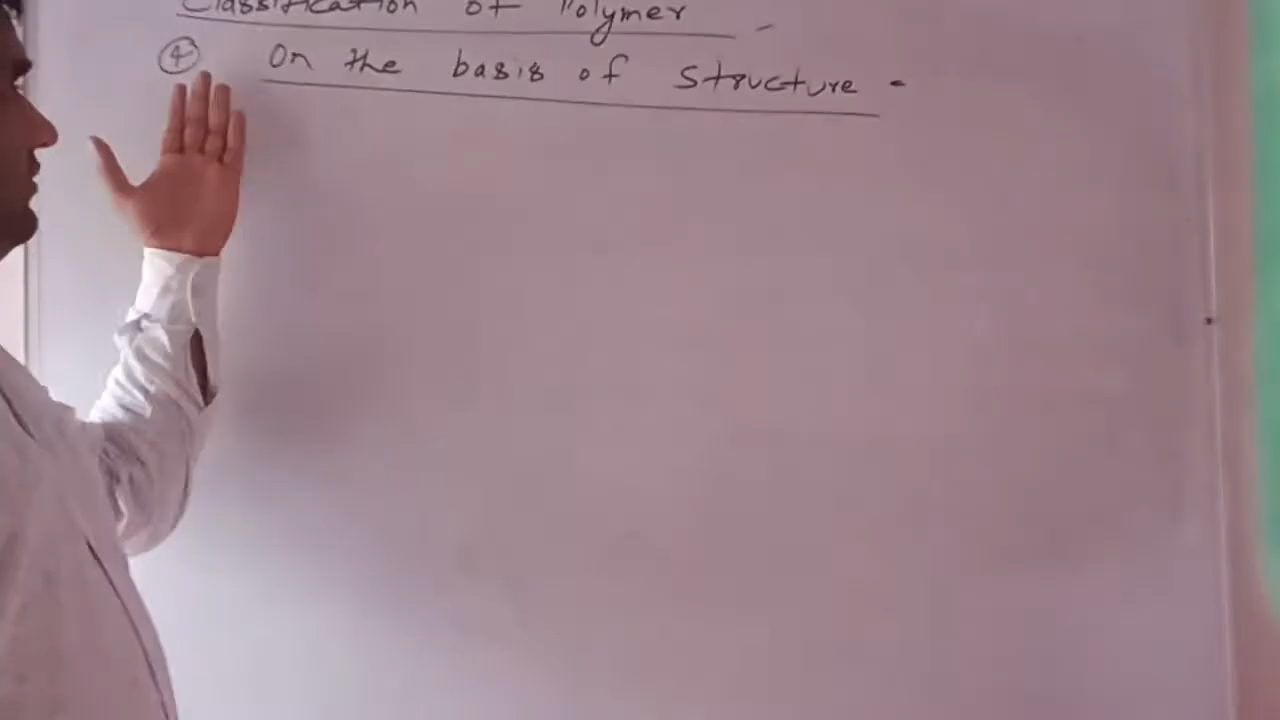 Classification of Polymer -
④ On the basis of Structure -